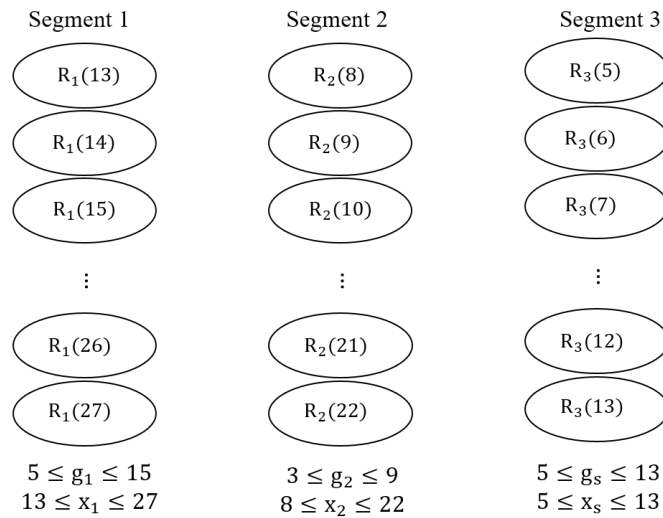 Segment 1
R₁(13)
R₁(14)
R₁(15)
⋮
R₁(26)
R₁(27)
5 ≤ g₁ ≤ 15
13 ≤ x₁ ≤ 27
Segment 2
R₂(8)
R₂(9)
R₂(10)
⋮
R₂(21)
R₂(22)
3 ≤ g₂ ≤ 9
8 ≤ x₂ ≤ 22
Segment 3
R₃(5)
R₃(6)
R₃(7)
⋮
R₃(12)
R₃(13)
5 ≤ gₛ ≤ 13
5 ≤ xₛ ≤ 13